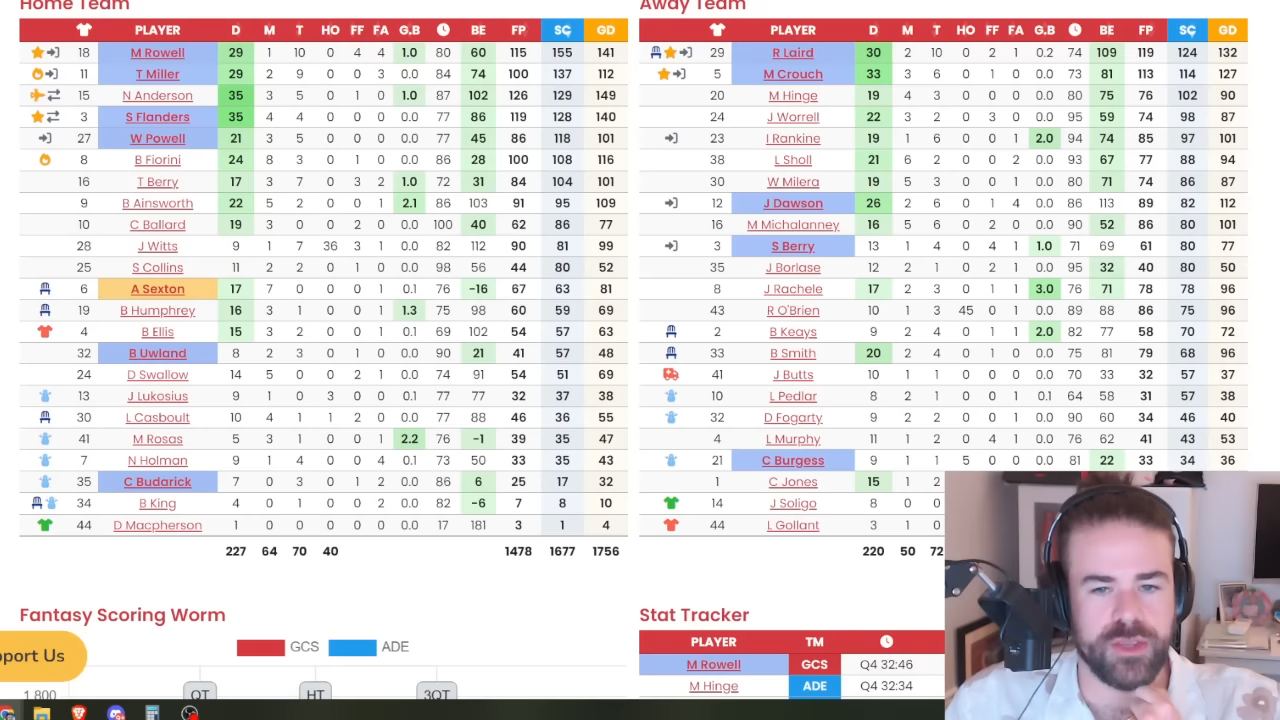 Home Team
PLAYER D M T HO FF FA G.B BE FP SC GD
18 M Rowell 29 1 10 0 4 4 1.0 80 60 115 155 141
11 T Miller 29 2 9 0 0 3 0.0 84 74 100 137 112
15 N Anderson 35 3 5 0 1 0 1.0 87 102 126 129 149
3 S Flanders 35 4 4 0 0 0 0.0 77 86 119 128 140
27 W Powell 21 3 5 0 0 0 1.0 77 45 86 118 101
8 B Fiorini 24 8 3 0 0 1 0.0 86 28 100 108 116
16 T Berry 17 3 7 0 3 2 1.0 72 31 84 104 101
9 B Ainsworth 22 5 2 0 0 1 2.1 86 103 91 95 109
10 C Ballard 19 3 0 0 2 0 0.0 100 40 62 86 77
28 J Witts 9 1 7 36 3 1 0.0 82 112 90 81 99
25 S Collins 11 2 2 0 1 0 0.0 98 56 44 80 52
6 A Sexton 17 7 0 0 0 1 0.1 76 -16 67 63 81
19 B Humphrey 16 3 1 0 0 0 1.3 75 98 60 59 69
4 B Ellis 15 3 2 0 0 1 0.1 69 102 54 57 63
32 B Uwland 8 2 3 0 1 0 0.0 90 21 41 57 48
24 D Swallow 14 5 0 0 2 1 0.0 74 91 54 51 69
13 J Lukosius 9 1 0 3 0 0 0.1 77 77 32 37 38
30 L Casboult 10 4 1 1 2 0 0.0 77 88 46 36 55
41 M Rosas 5 3 1 0 0 1 2.2 76 -1 39 35 47
7 N Holman 9 1 4 0 0 4 0.1 73 50 33 35 43
35 C Budarick 7 0 3 0 1 2 0.0 86 6 25 17 32
34 B King 4 0 1 0 0 2 0.0 82 -6 7 8 10
44 D Macpherson 1 0 0 0 0 0 0.0 17 181 3 1 4
227 64 70 40 1478 1677 1756
Away Team
PLAYER D M T HO FF FA G.B BE FP SC GD
29 R Laird 30 2 10 0 2 1 0.2 74 109 119 124 132
5 M Crouch 33 3 6 0 1 0 0.0 73 81 113 114 127
20 M Hinge 19 4 3 0 0 0 0.0 80 75 76 102 90
24 J Worrell 22 3 2 0 3 0 0.0 95 59 74 98 87
23 I Rankine 19 1 6 0 0 1 2.0 94 74 85 97 101
38 L Sholl 21 6 2 0 0 2 0.0 93 67 77 88 94
30 W Milera 19 5 3 0 0 1 0.0 80 71 74 86 87
12 J Dawson 26 2 6 0 1 4 0.0 86 113 89 82 112
16 M Michalanney 16 5 6 0 2 0 0.0 90 52 86 80 101
3 S Berry 13 1 4 0 4 1 1.0 71 69 61 80 77
35 J Borlase 12 2 1 0 2 1 0.0 95 32 40 80 50
8 J Rachele 17 2 3 0 0 1 3.0 76 71 78 78 96
43 R O'Brien 10 1 3 45 0 0 0.0 89 88 86 75 96
2 B Keays 9 2 4 0 1 1 2.0 82 77 58 70 72
33 B Smith 20 2 4 0 1 0 0.0 75 81 79 68 96
41 J Butts 10 1 1 0 0 1 0.0 70 33 32 57 37
10 L Pedlar 8 2 1 0 0 1 0.1 64 58 31 57 38
32 D Fogarty 9 2 2 0 0 1 0.0 90 60 34 46 40
4 L Murphy 11 1 2 0 4 1 0.0 76 62 41 43 53
21 C Burgess 9 1 1 5 0 0 0.0 81 22 33 34 36
1 C Jones 15 1 2
14 J Soligo 8 0 0
44 L Gollant 3 1 0
220 50 72
Fantasy Scoring Worm
GCS ADE
1,800 QT HT 3QT
Stat Tracker
PLAYER TM
M Rowell GCS Q4 32:46
M Hinge ADE Q4 32:34
pport Us